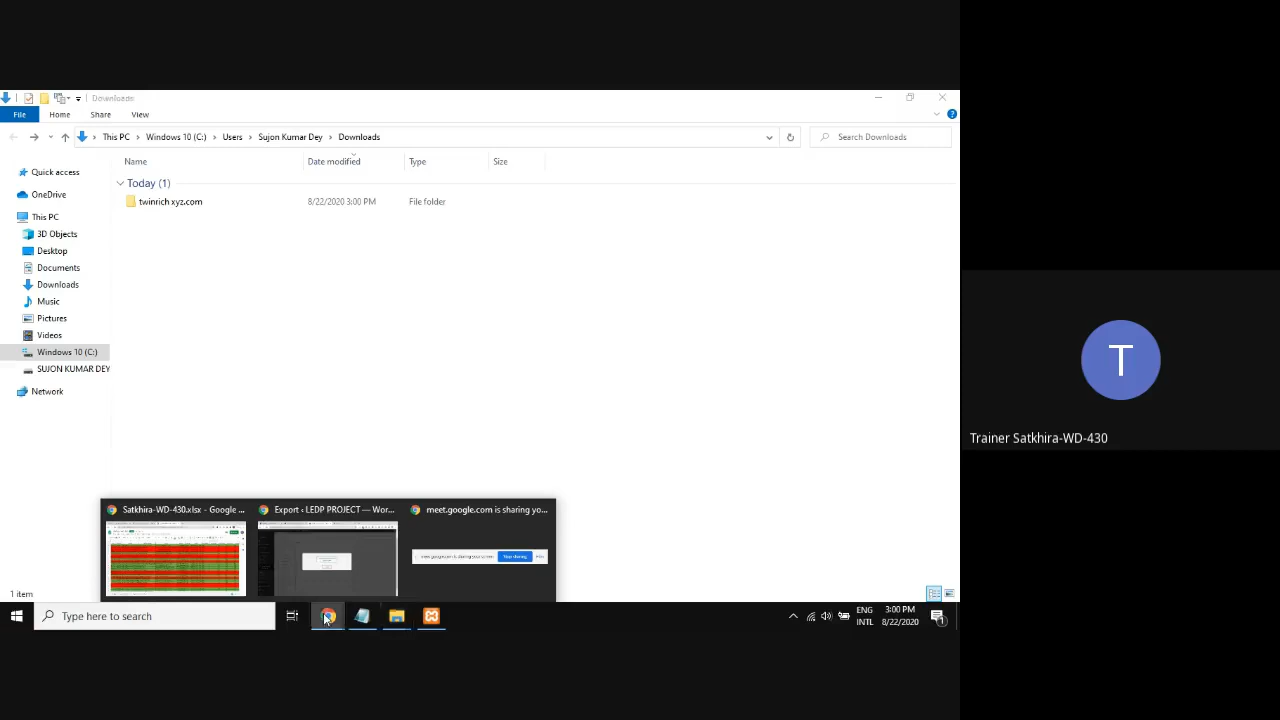 Downloads
File
Home
Share
View
This PC
Windows 10 (C:)
Users
Sujon Kumar Dey
Downloads
Search Downloads
Name
Date modified
Type
Size
Quick access
OneDrive
This PC
3D Objects
Desktop
Documents
Downloads
Music
Pictures
Videos
Windows 10 (C:)
SUJON KUMAR DEY
Network
Today (1)
twinrich xyz.com
8/22/2020 3:00 PM
File folder
Satkhira-WD-430.xlsx - Google ...
Export ‹ LEDP PROJECT — Wor...
meet.google.com is sharing yo...
Stop sharing
Hide
1 item
Type here to search
ENG
INTL
3:00 PM
8/22/2020
1
T
Trainer Satkhira-WD-430